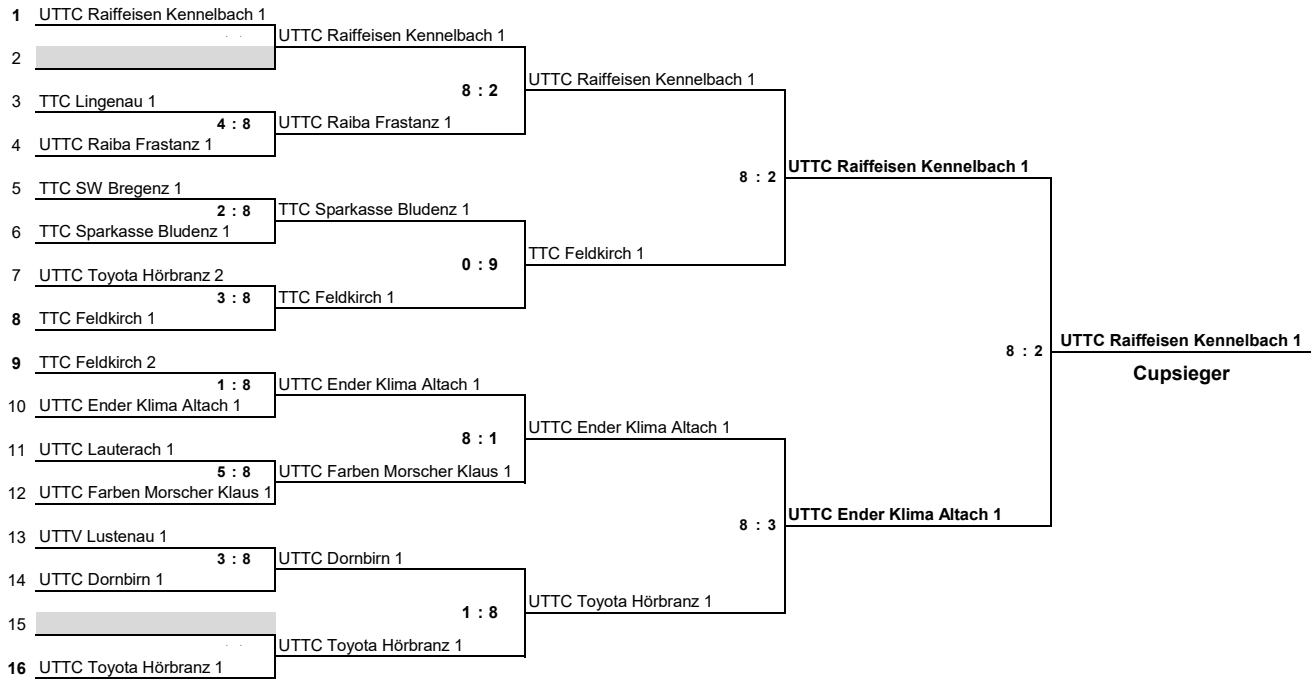 1 UTTC Raiffeisen Kennelbach 1
UTTC Raiffeisen Kennelbach 1
2
8 : 2
UTTC Raiffeisen Kennelbach 1
3 TTC Lingenau 1
4 : 8
UTTC Raiba Frastanz 1
4 UTTC Raiba Frastanz 1
8 : 2
UTTC Raiffeisen Kennelbach 1
5 TTC SW Bregenz 1
2 : 8
TTC Sparkasse Bludenz 1
6 TTC Sparkasse Bludenz 1
0 : 9
TTC Feldkirch 1
7 UTTC Toyota Hörbranz 2
3 : 8
TTC Feldkirch 1
8 TTC Feldkirch 1
8 : 2
UTTC Raiffeisen Kennelbach 1
Cupsieger
9 TTC Feldkirch 2
1 : 8
UTTC Ender Klima Altach 1
10 UTTC Ender Klima Altach 1
8 : 1
UTTC Ender Klima Altach 1
11 UTTC Lauterach 1
5 : 8
UTTC Farben Morscher Klaus 1
12 UTTC Farben Morscher Klaus 1
8 : 3
UTTC Ender Klima Altach 1
13 UTTV Lustenau 1
3 : 8
UTTC Dornbirn 1
14 UTTC Dornbirn 1
1 : 8
UTTC Toyota Hörbranz 1
15
UTTC Toyota Hörbranz 1
16 UTTC Toyota Hörbranz 1